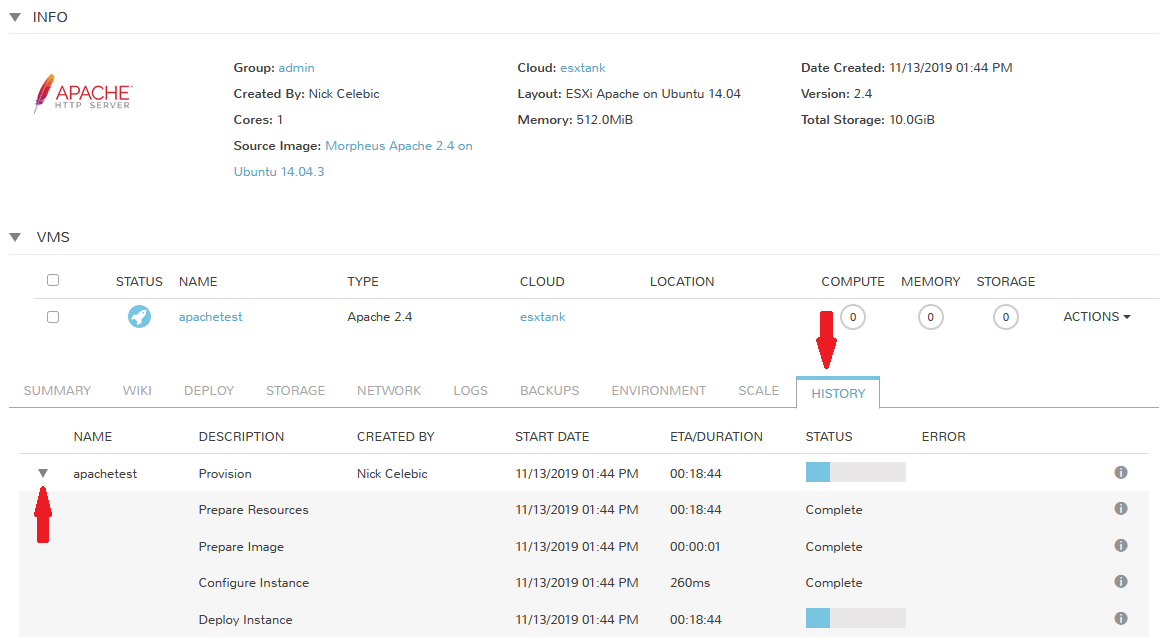 INFO
APACHE
HTTP SERVER
Group: admin
Created By: Nick Celebic
Cores: 1
Source Image: Morpheus Apache 2.4 on
Ubuntu 14.04.3
Cloud: esxtank
Layout: ESXi Apache on Ubuntu 14.04
Memory: 512.0MiB
Date Created: 11/13/2019 01:44 PM
Version: 2.4
Total Storage: 10.0GiB
VMS
STATUS NAME TYPE CLOUD LOCATION COMPUTE MEMORY STORAGE
apachetest Apache 2.4 esxtank 0 0 0 ACTIONS
SUMMARY WIKI DEPLOY STORAGE NETWORK LOGS BACKUPS ENVIRONMENT SCALE HISTORY
NAME DESCRIPTION CREATED BY START DATE ETA/DURATION STATUS ERROR
apachetest Provision Nick Celebic 11/13/2019 01:44 PM 00:18:44
Prepare Resources 11/13/2019 01:44 PM 00:18:44 Complete
Prepare Image 11/13/2019 01:44 PM 00:00:01 Complete
Configure Instance 11/13/2019 01:44 PM 260ms Complete
Deploy Instance 11/13/2019 01:44 PM 00:18:44